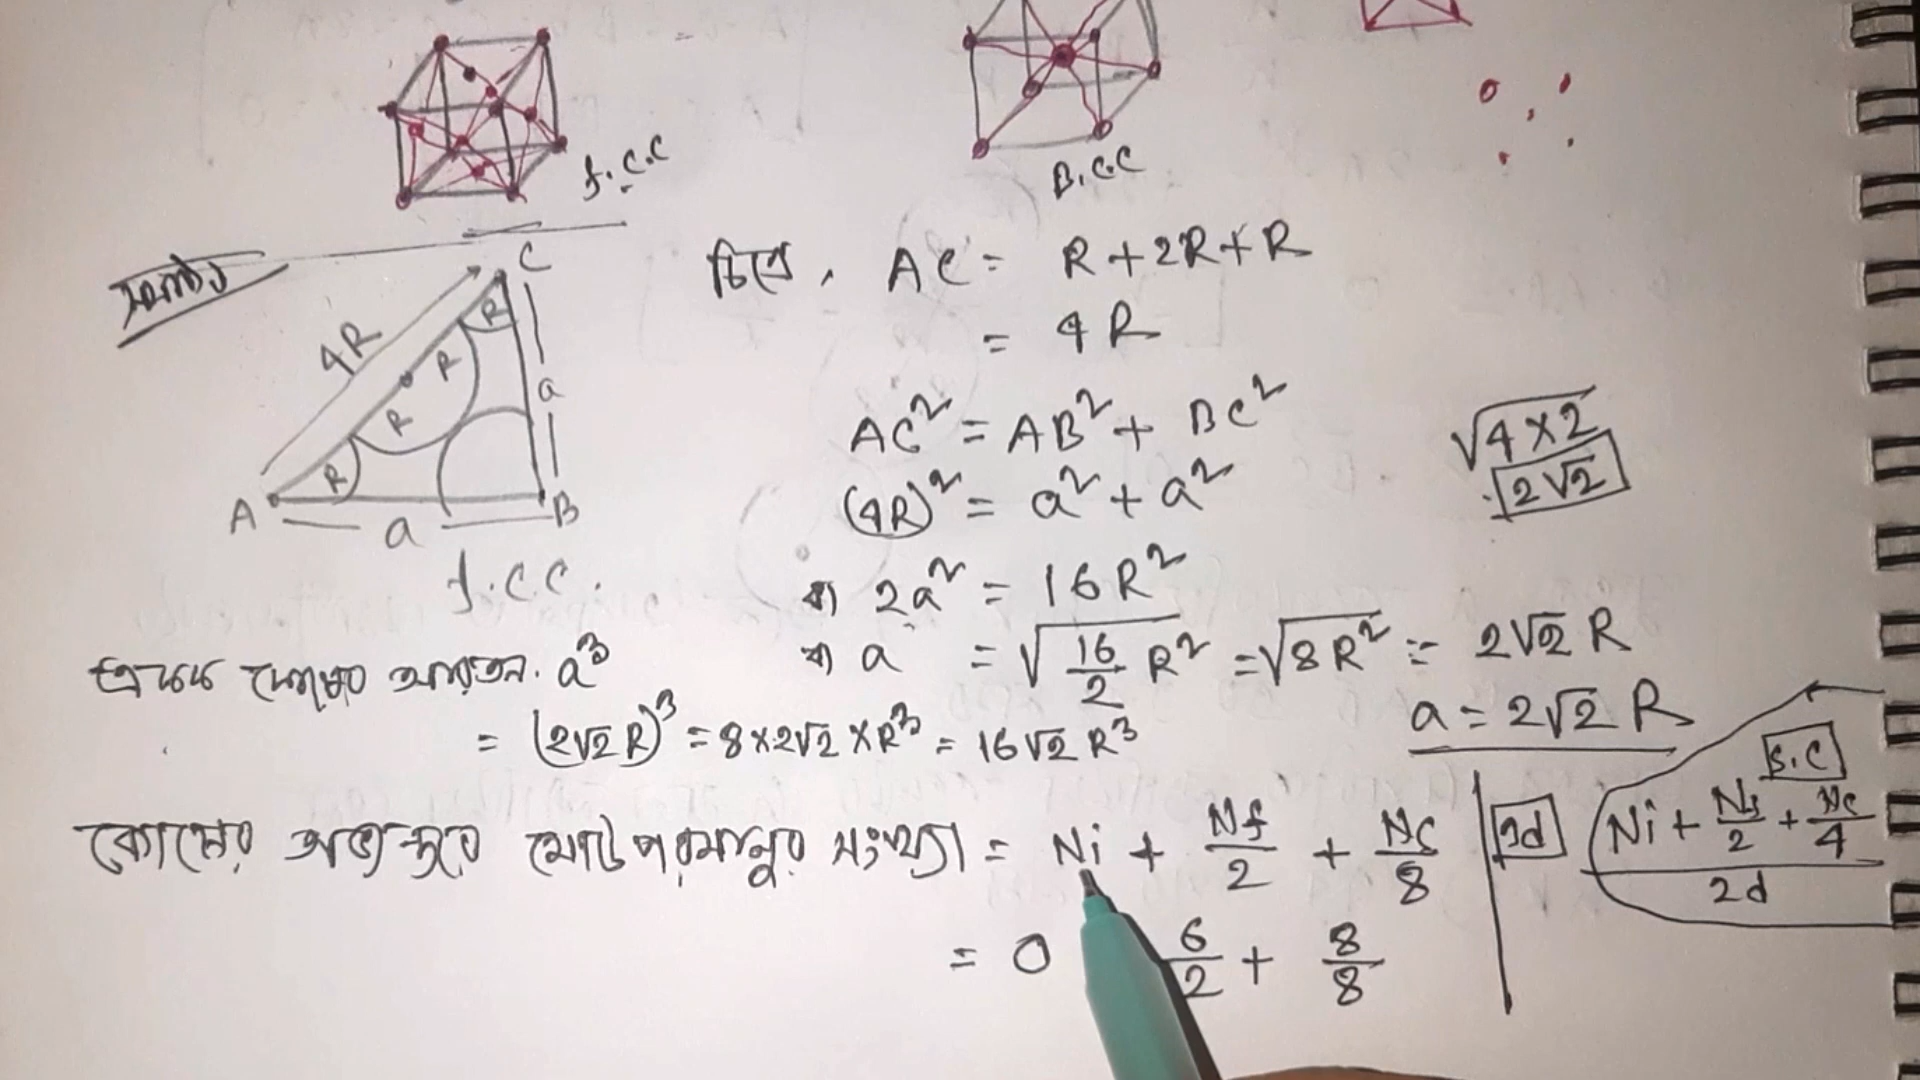 f.c.c
B.C.C
C
4R
R
R
R
R
a
A
a
B
f.c.c.
চিত্রে, AC = R + 2R + R
= 4R
AC² = AB² + BC²
(4R)² = a² + a²
√4×2
2√2
বা 2a² = 16R²
বা a = √16/2 R² = √8R² = 2√2 R
a = 2√2 R
একক কোষের আয়তন. a³
= (2√2 R)³ = 8×2√2 × R³ = 16√2 R³
কোষের অভ্যন্তরে মোট পরমানুর সংখ্যা = Ni + Nf/2 + Nc/8
= 0 6/2 + 8/8
2d
S.C
Ni + Nf/2 + Nc/4
2d